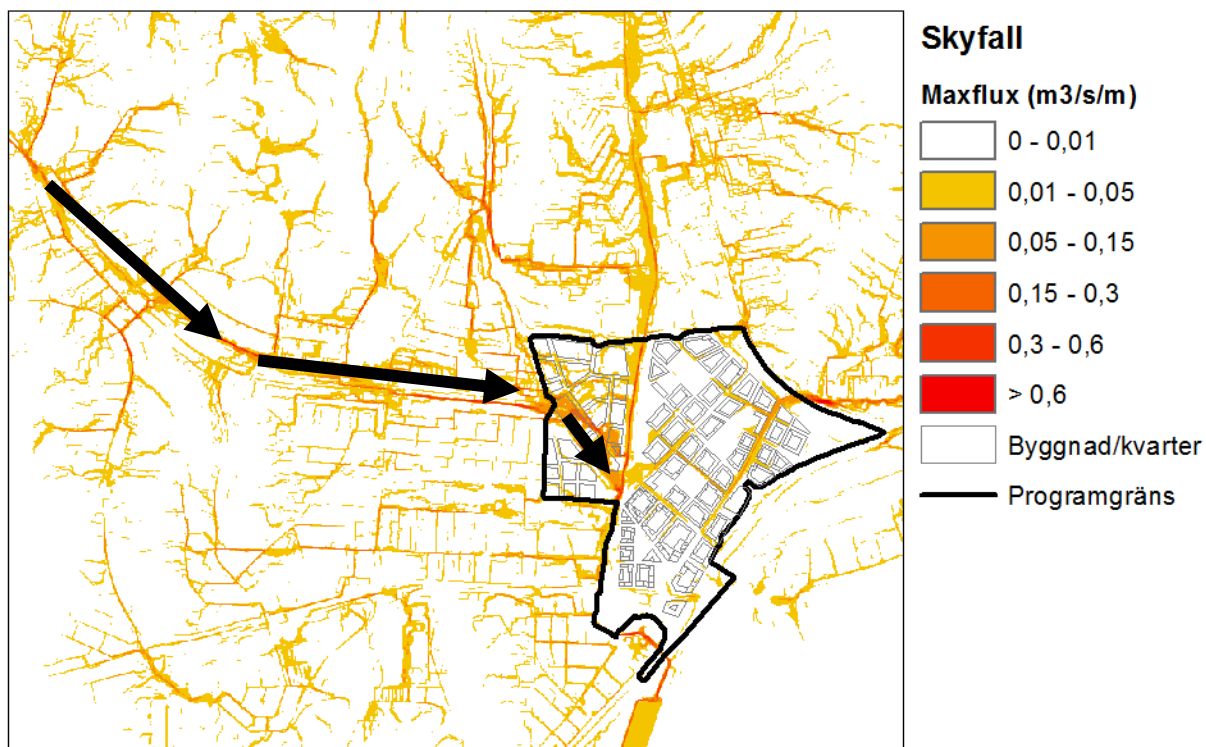 Skyfall
Maxflux (m3/s/m)
0 - 0,01
0,01 - 0,05
0,05 - 0,15
0,15 - 0,3
0,3 - 0,6
> 0,6
Byggnad/kvarter
Programgräns